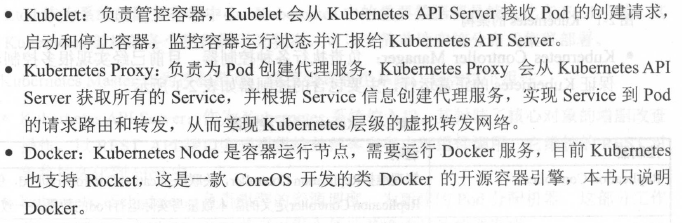 • Kubelet：负责管控容器，Kubelet 会从 Kubernetes API Server 接收 Pod 的创建请求，
启动和停止容器，监控容器运行状态并汇报给 Kubernetes API Server。
• Kubernetes Proxy：负责为 Pod 创建代理服务，Kubernetes Proxy 会从 Kubernetes API
Server 获取所有的 Service，并根据 Service 信息创建代理服务，实现 Service 到 Pod
的请求路由和转发，从而实现 Kubernetes 层级的虚拟转发网络。
• Docker：Kubernetes Node 是容器运行节点，需要运行 Docker 服务，目前 Kubernetes
也支持 Rocket，这是一款 CoreOS 开发的类 Docker 的开源容器引擎，本书只说明
Docker。